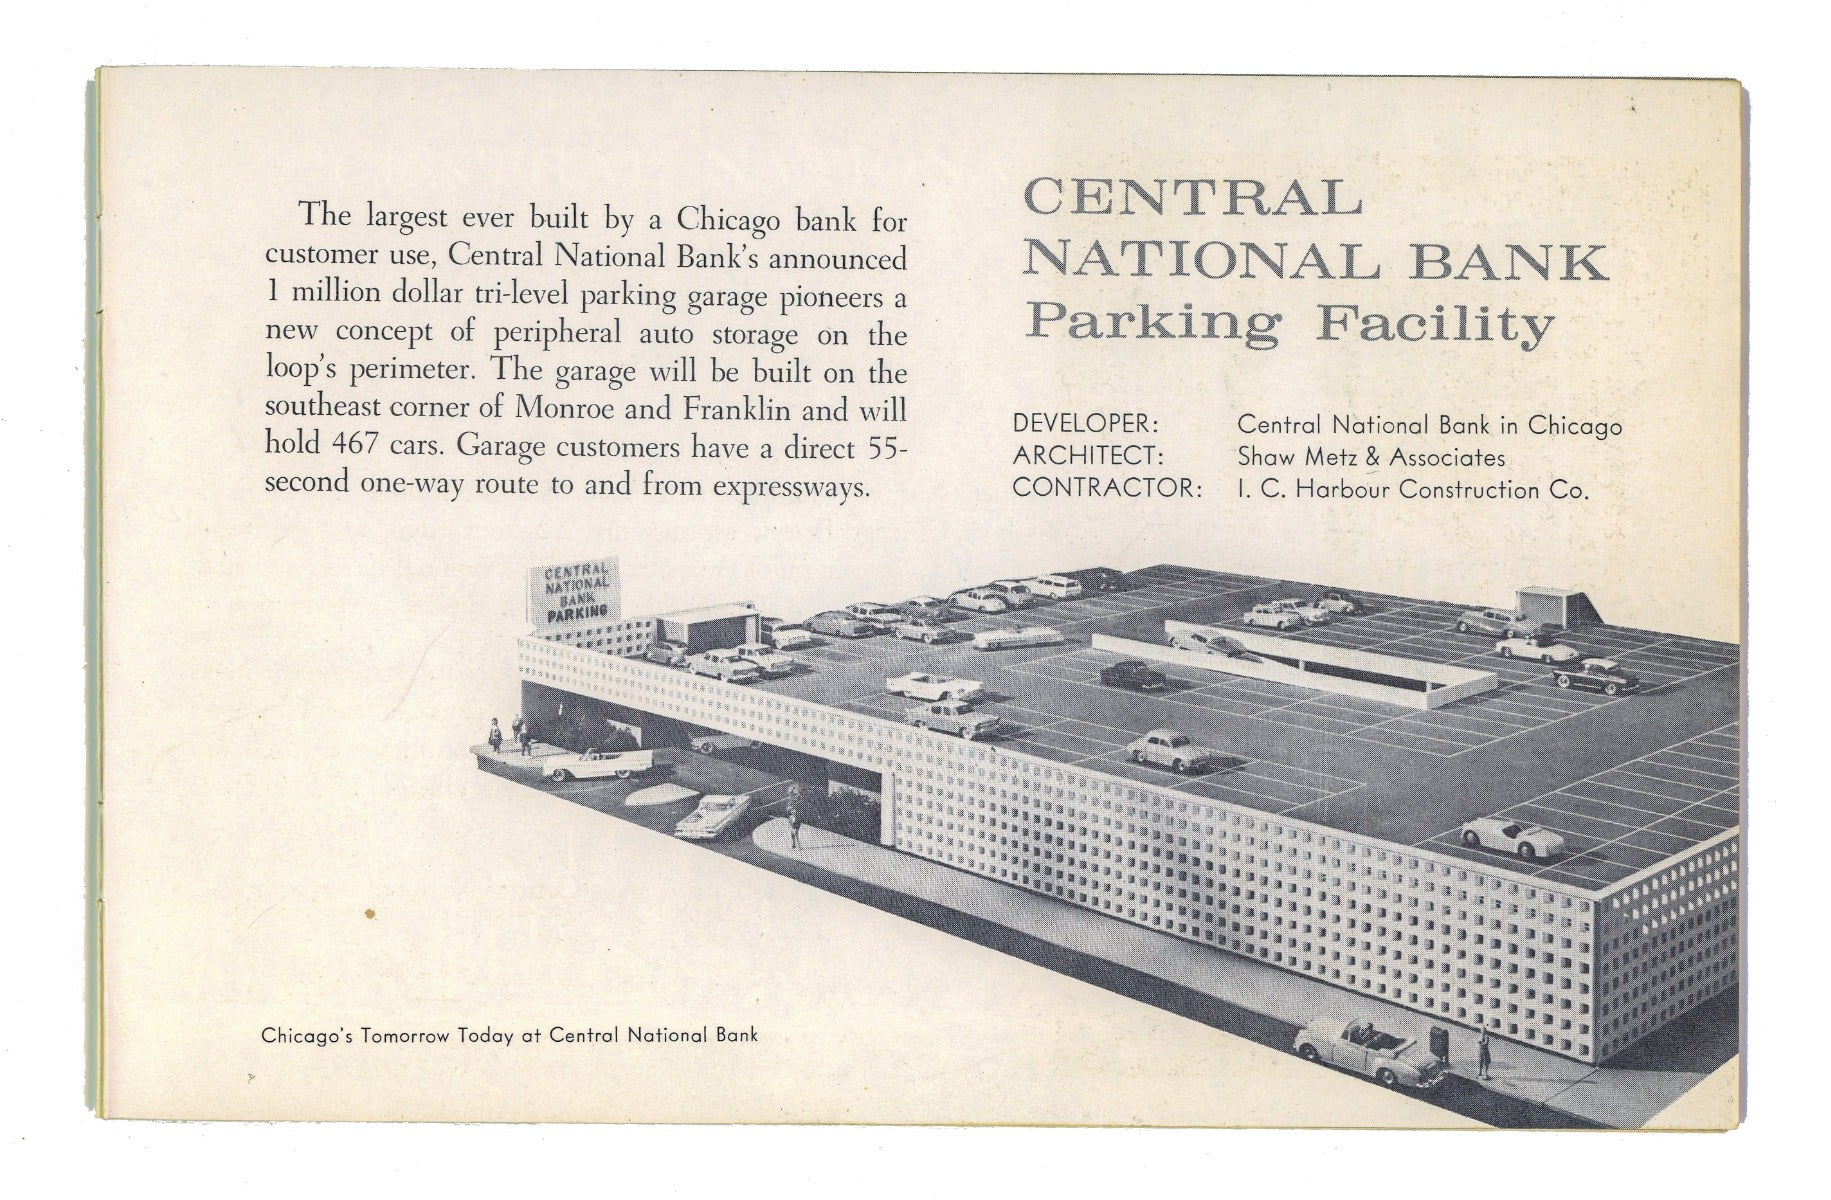 The largest ever built by a Chicago bank for
customer use, Central National Bank's announced
1 million dollar tri-level parking garage pioneers a
new concept of peripheral auto storage on the
loop's perimeter. The garage will be built on the
southeast corner of Monroe and Franklin and will
hold 467 cars. Garage customers have a direct 55-
second one-way route to and from expressways.
CENTRAL
NATIONAL BANK
Parking Facility
DEVELOPER: Central National Bank in Chicago
ARCHITECT: Shaw Metz & Associates
CONTRACTOR: I. C. Harbour Construction Co.
CENTRAL
NATIONAL
BANK
PARKING
Chicago's Tomorrow Today at Central National Bank